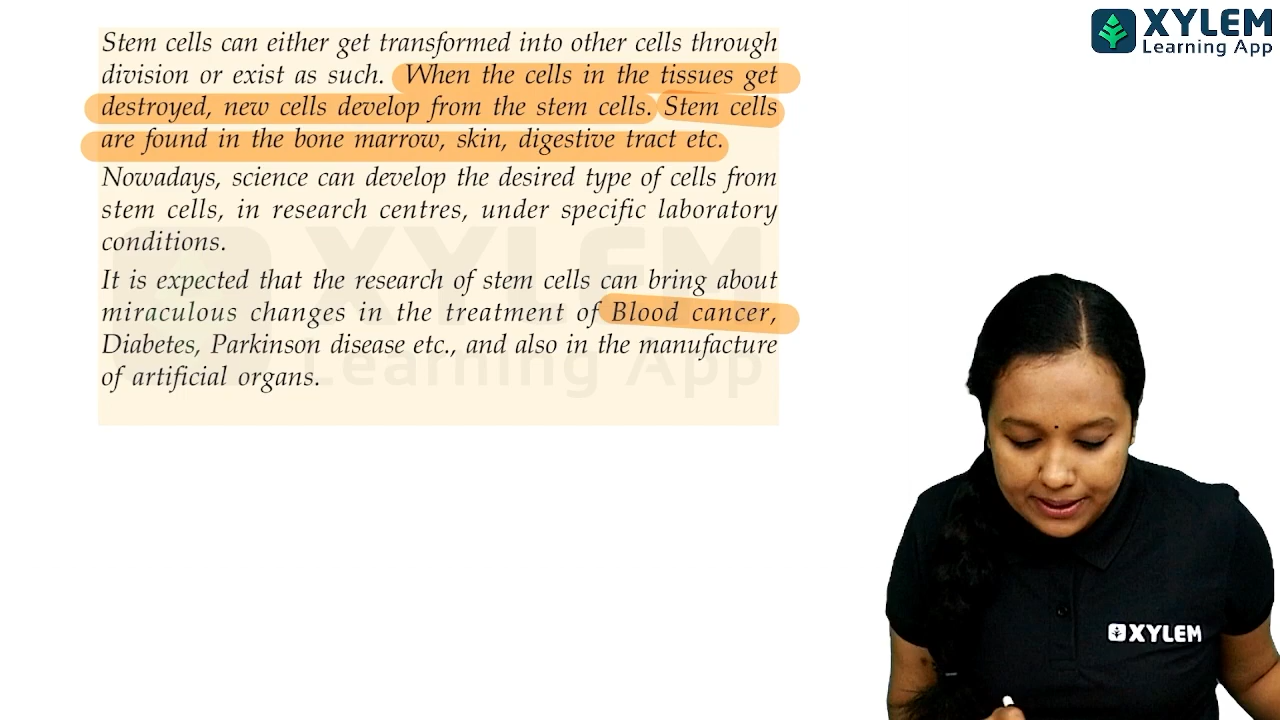 XYLEM
Learning App
Stem cells can either get transformed into other cells through
division or exist as such. When the cells in the tissues get
destroyed, new cells develop from the stem cells. Stem cells
are found in the bone marrow, skin, digestive tract etc.
Nowadays, science can develop the desired type of cells from
stem cells, in research centres, under specific laboratory
conditions.
It is expected that the research of stem cells can bring about
miraculous changes in the treatment of Blood cancer,
Diabetes, Parkinson disease etc., and also in the manufacture
of artificial organs.
XYLEM
Learning App
XYLEM